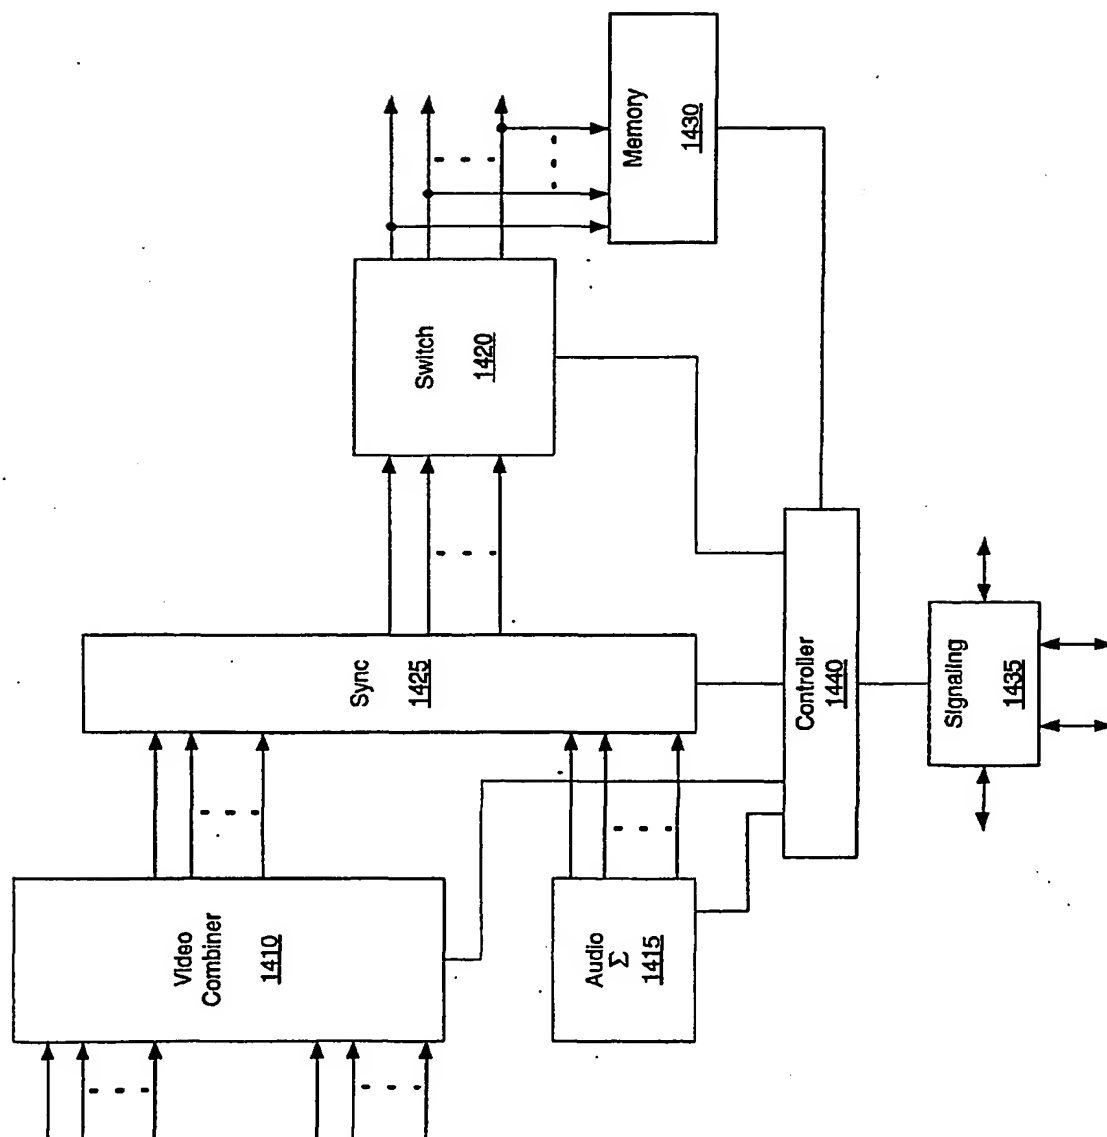 Video
Combiner
1410
Audio
Σ
1415
Sync
1425
Switch
1420
Memory
1430
Controller
1440
Signaling
1435